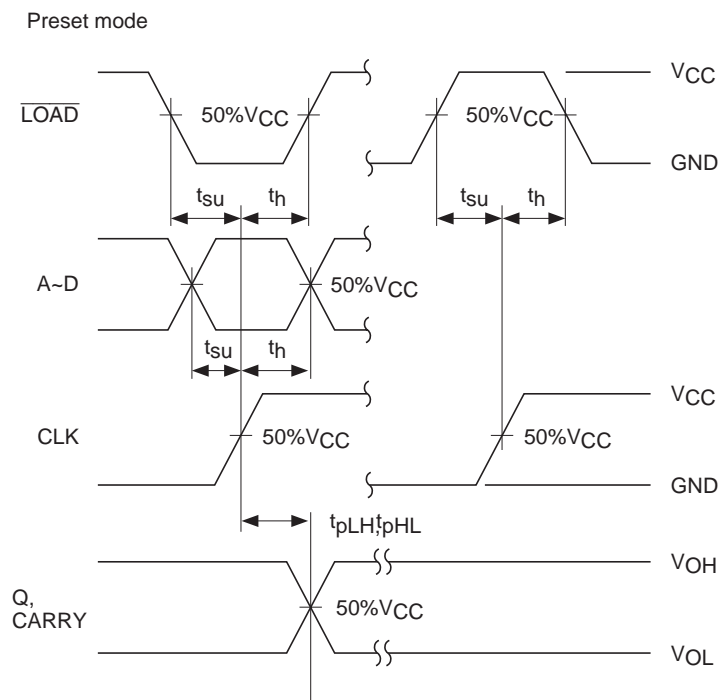 Preset mode
LOAD
50%VCC
50%VCC
VCC
GND
tsu
th
tsu
th
A~D
50%VCC
tsu
th
CLK
50%VCC
50%VCC
VCC
GND
tpLH,tpHL
Q,
CARRY
50%VCC
VOH
VOL